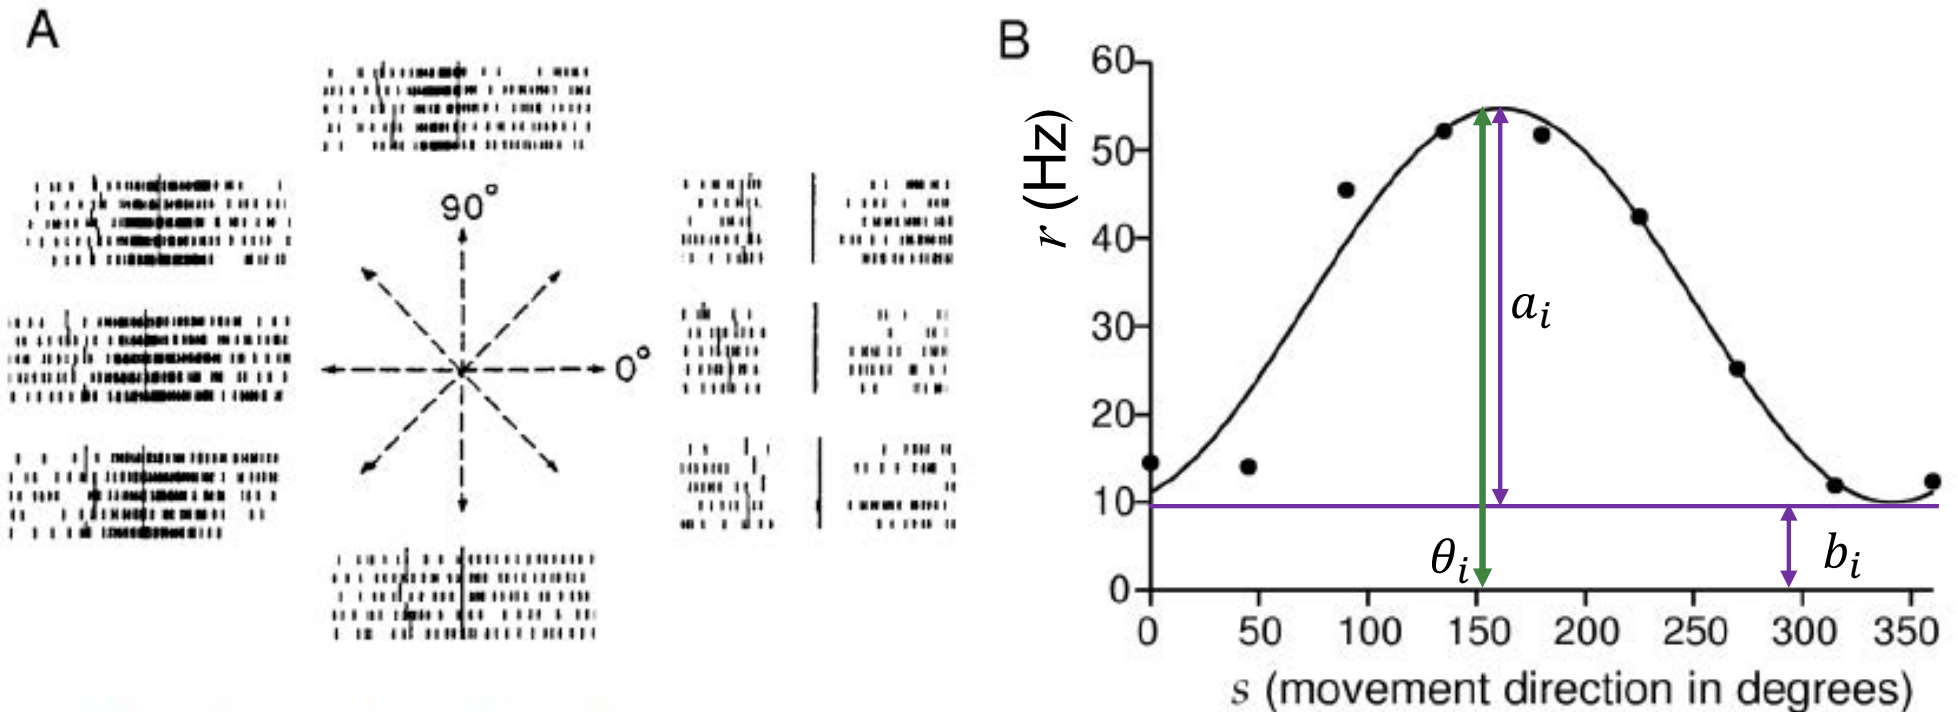 A
90°
0°
B
r (Hz)
60
50
40
30
20
10
0
a_i
θ_i
b_i
0 50 100 150 200 250 300 350
s (movement direction in degrees)